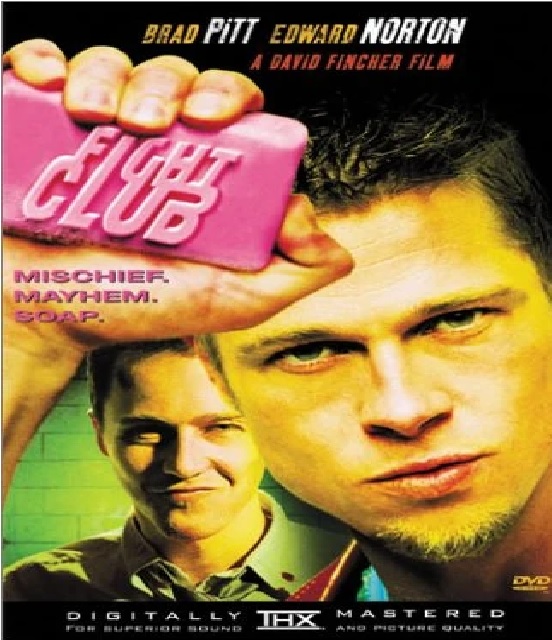 BRAD PiTT EDWARD NORTON
A DAVID FINCHER FILM
FIGHT
CLUB
MISCHIEF.
MAYHEM.
SOAP.
DVD
DIGITALLY THX MASTERED
FOR SUPERIOR SOUND AND PICTURE QUALITY